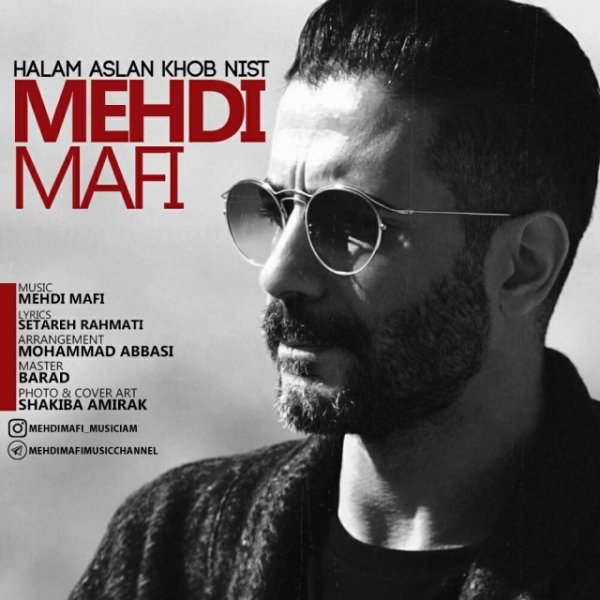 HALAM ASLAN KHOB NIST
MEHDI
MAFI
MUSIC
MEHDI MAFI
LYRICS
SETAREH RAHMATI
ARRANGEMENT
MOHAMMAD ABBASI
MASTER
BARAD
PHOTO & COVER ART
SHAKIBA AMIRAK
MEHDIMAFI_MUSICIAM
MEHDIMAFIMUSICCHANNEL